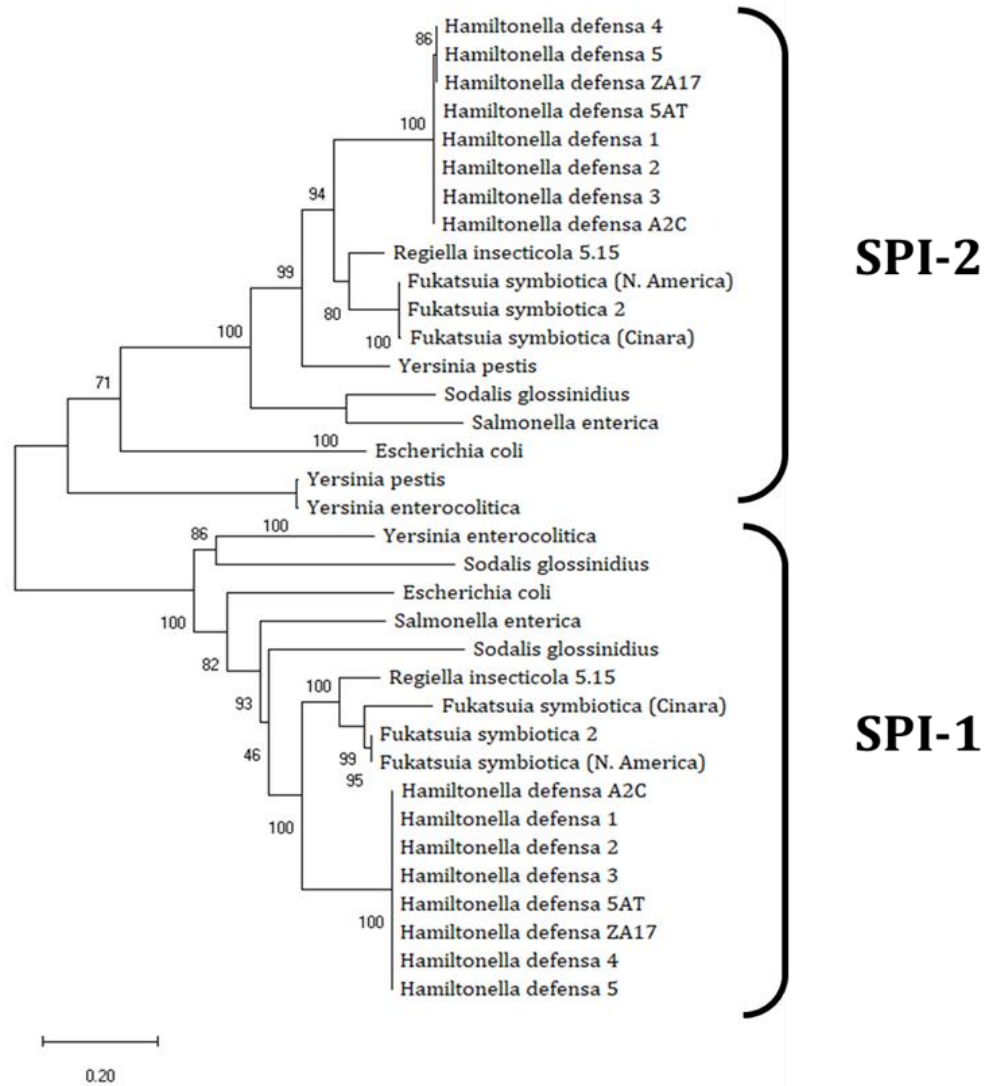 Hamiltonella defensa 4
86
Hamiltonella defensa 5
Hamiltonella defensa ZA17
Hamiltonella defensa 5AT
100
Hamiltonella defensa 1
Hamiltonella defensa 2
Hamiltonella defensa 3
94
Hamiltonella defensa A2C
Regiella insecticola 5.15
SPI-2
99
Fukatsuia symbiotica (N. America)
80
Fukatsuia symbiotica 2
100
100
Fukatsuia symbiotica (Cinara)
Yersinia pestis
71
Sodalis glossinidius
Salmonella enterica
100
Escherichia coli
Yersinia pestis
Yersinia enterocolitica
86
100
Yersinia enterocolitica
Sodalis glossinidius
Escherichia coli
100
Salmonella enterica
82
Sodalis glossinidius
100
Regiella insecticola 5.15
93
Fukatsuia symbiotica (Cinara)
SPI-1
Fukatsuia symbiotica 2
46
99
Fukatsuia symbiotica (N. America)
95
Hamiltonella defensa A2C
100
Hamiltonella defensa 1
Hamiltonella defensa 2
Hamiltonella defensa 3
Hamiltonella defensa 5AT
100
Hamiltonella defensa ZA17
Hamiltonella defensa 4
Hamiltonella defensa 5
0.20